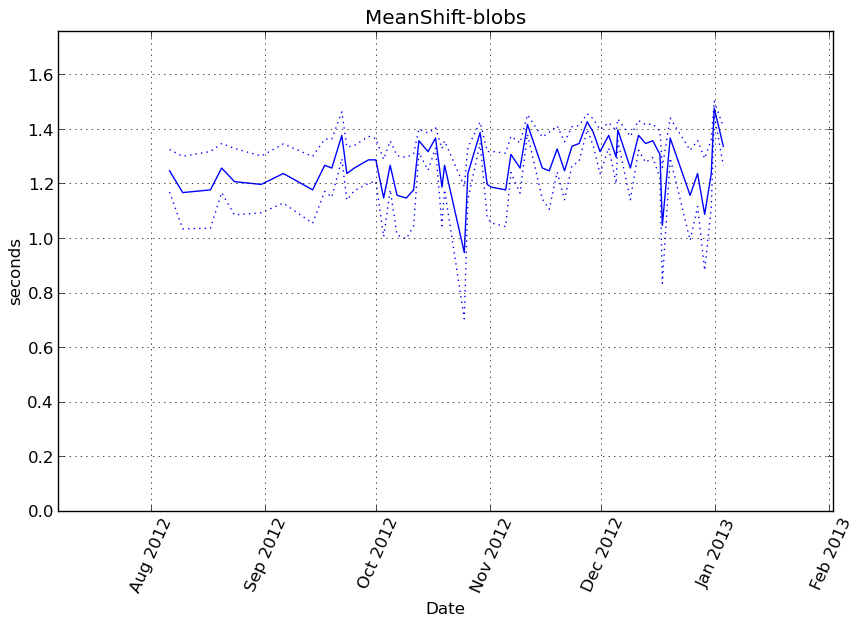 MeanShift-blobs
1.6
1.4
1.2
1.0
0.8
0.6
0.4
0.2
0.0
seconds
Aug 2012
Sep 2012
Oct 2012
Nov 2012
Dec 2012
Jan 2013
Feb 2013
Date